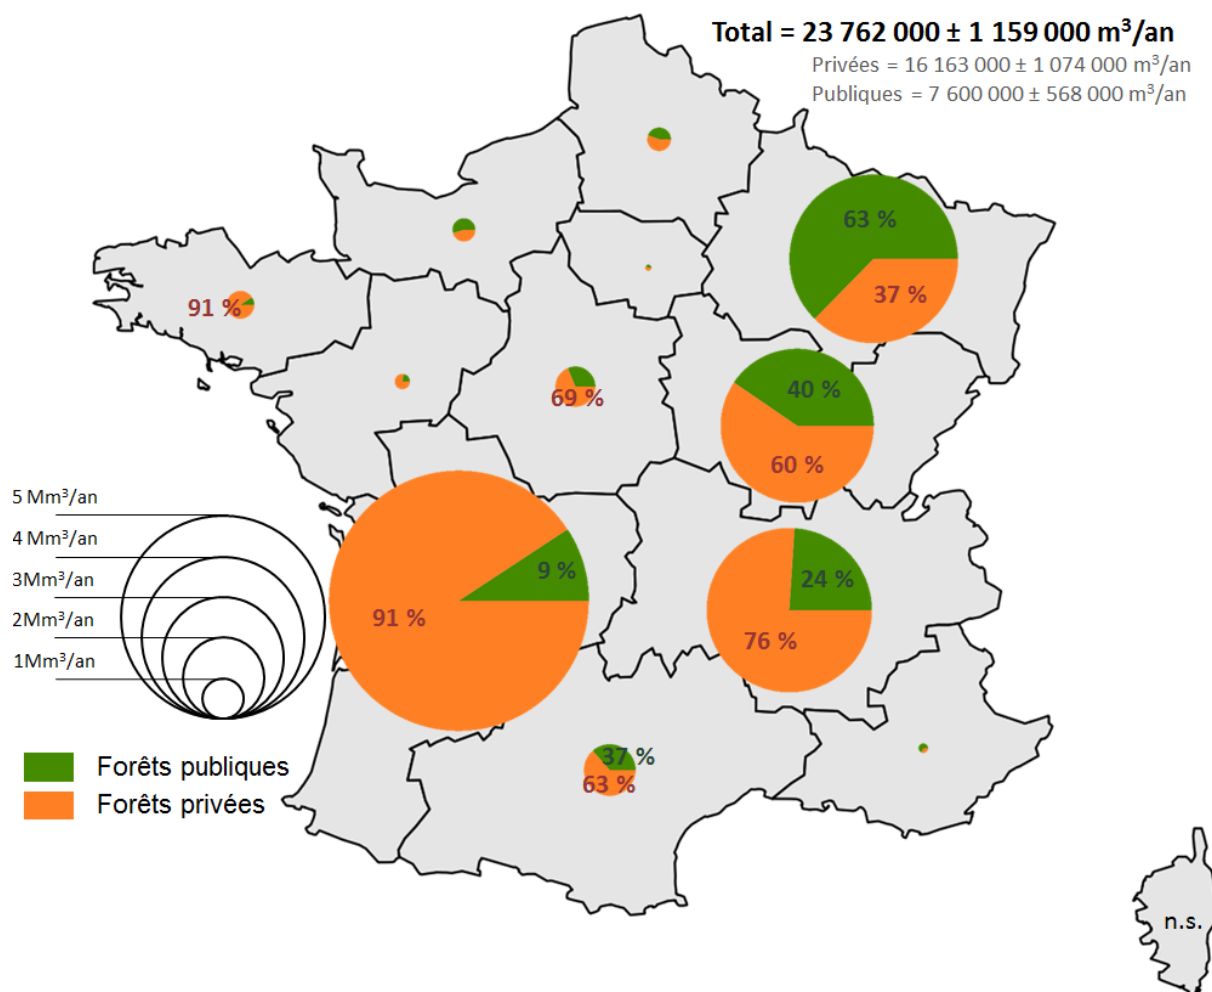 Total = 23 762 000 ± 1 159 000 m³/an
Privées = 16 163 000 ± 1 074 000 m³/an
Publiques = 7 600 000 ± 568 000 m³/an
63 %
37 %
91 %
40 %
69 %
60 %
5 Mm³/an
4 Mm³/an
3Mm³/an
2Mm³/an
1Mm³/an
9 %
91 %
24 %
76 %
37 %
63 %
Forêts publiques
Forêts privées
n.s.